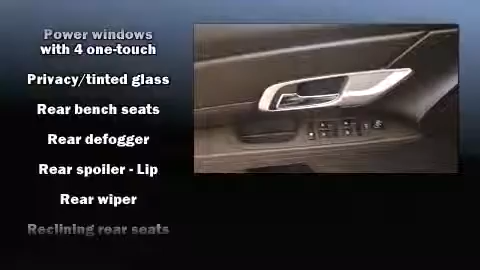 Power windows
with 4 one-touch
Privacy/tinted glass
Rear bench seats
Rear defogger
Rear spoiler - Lip
Rear wiper
Reclining rear seats